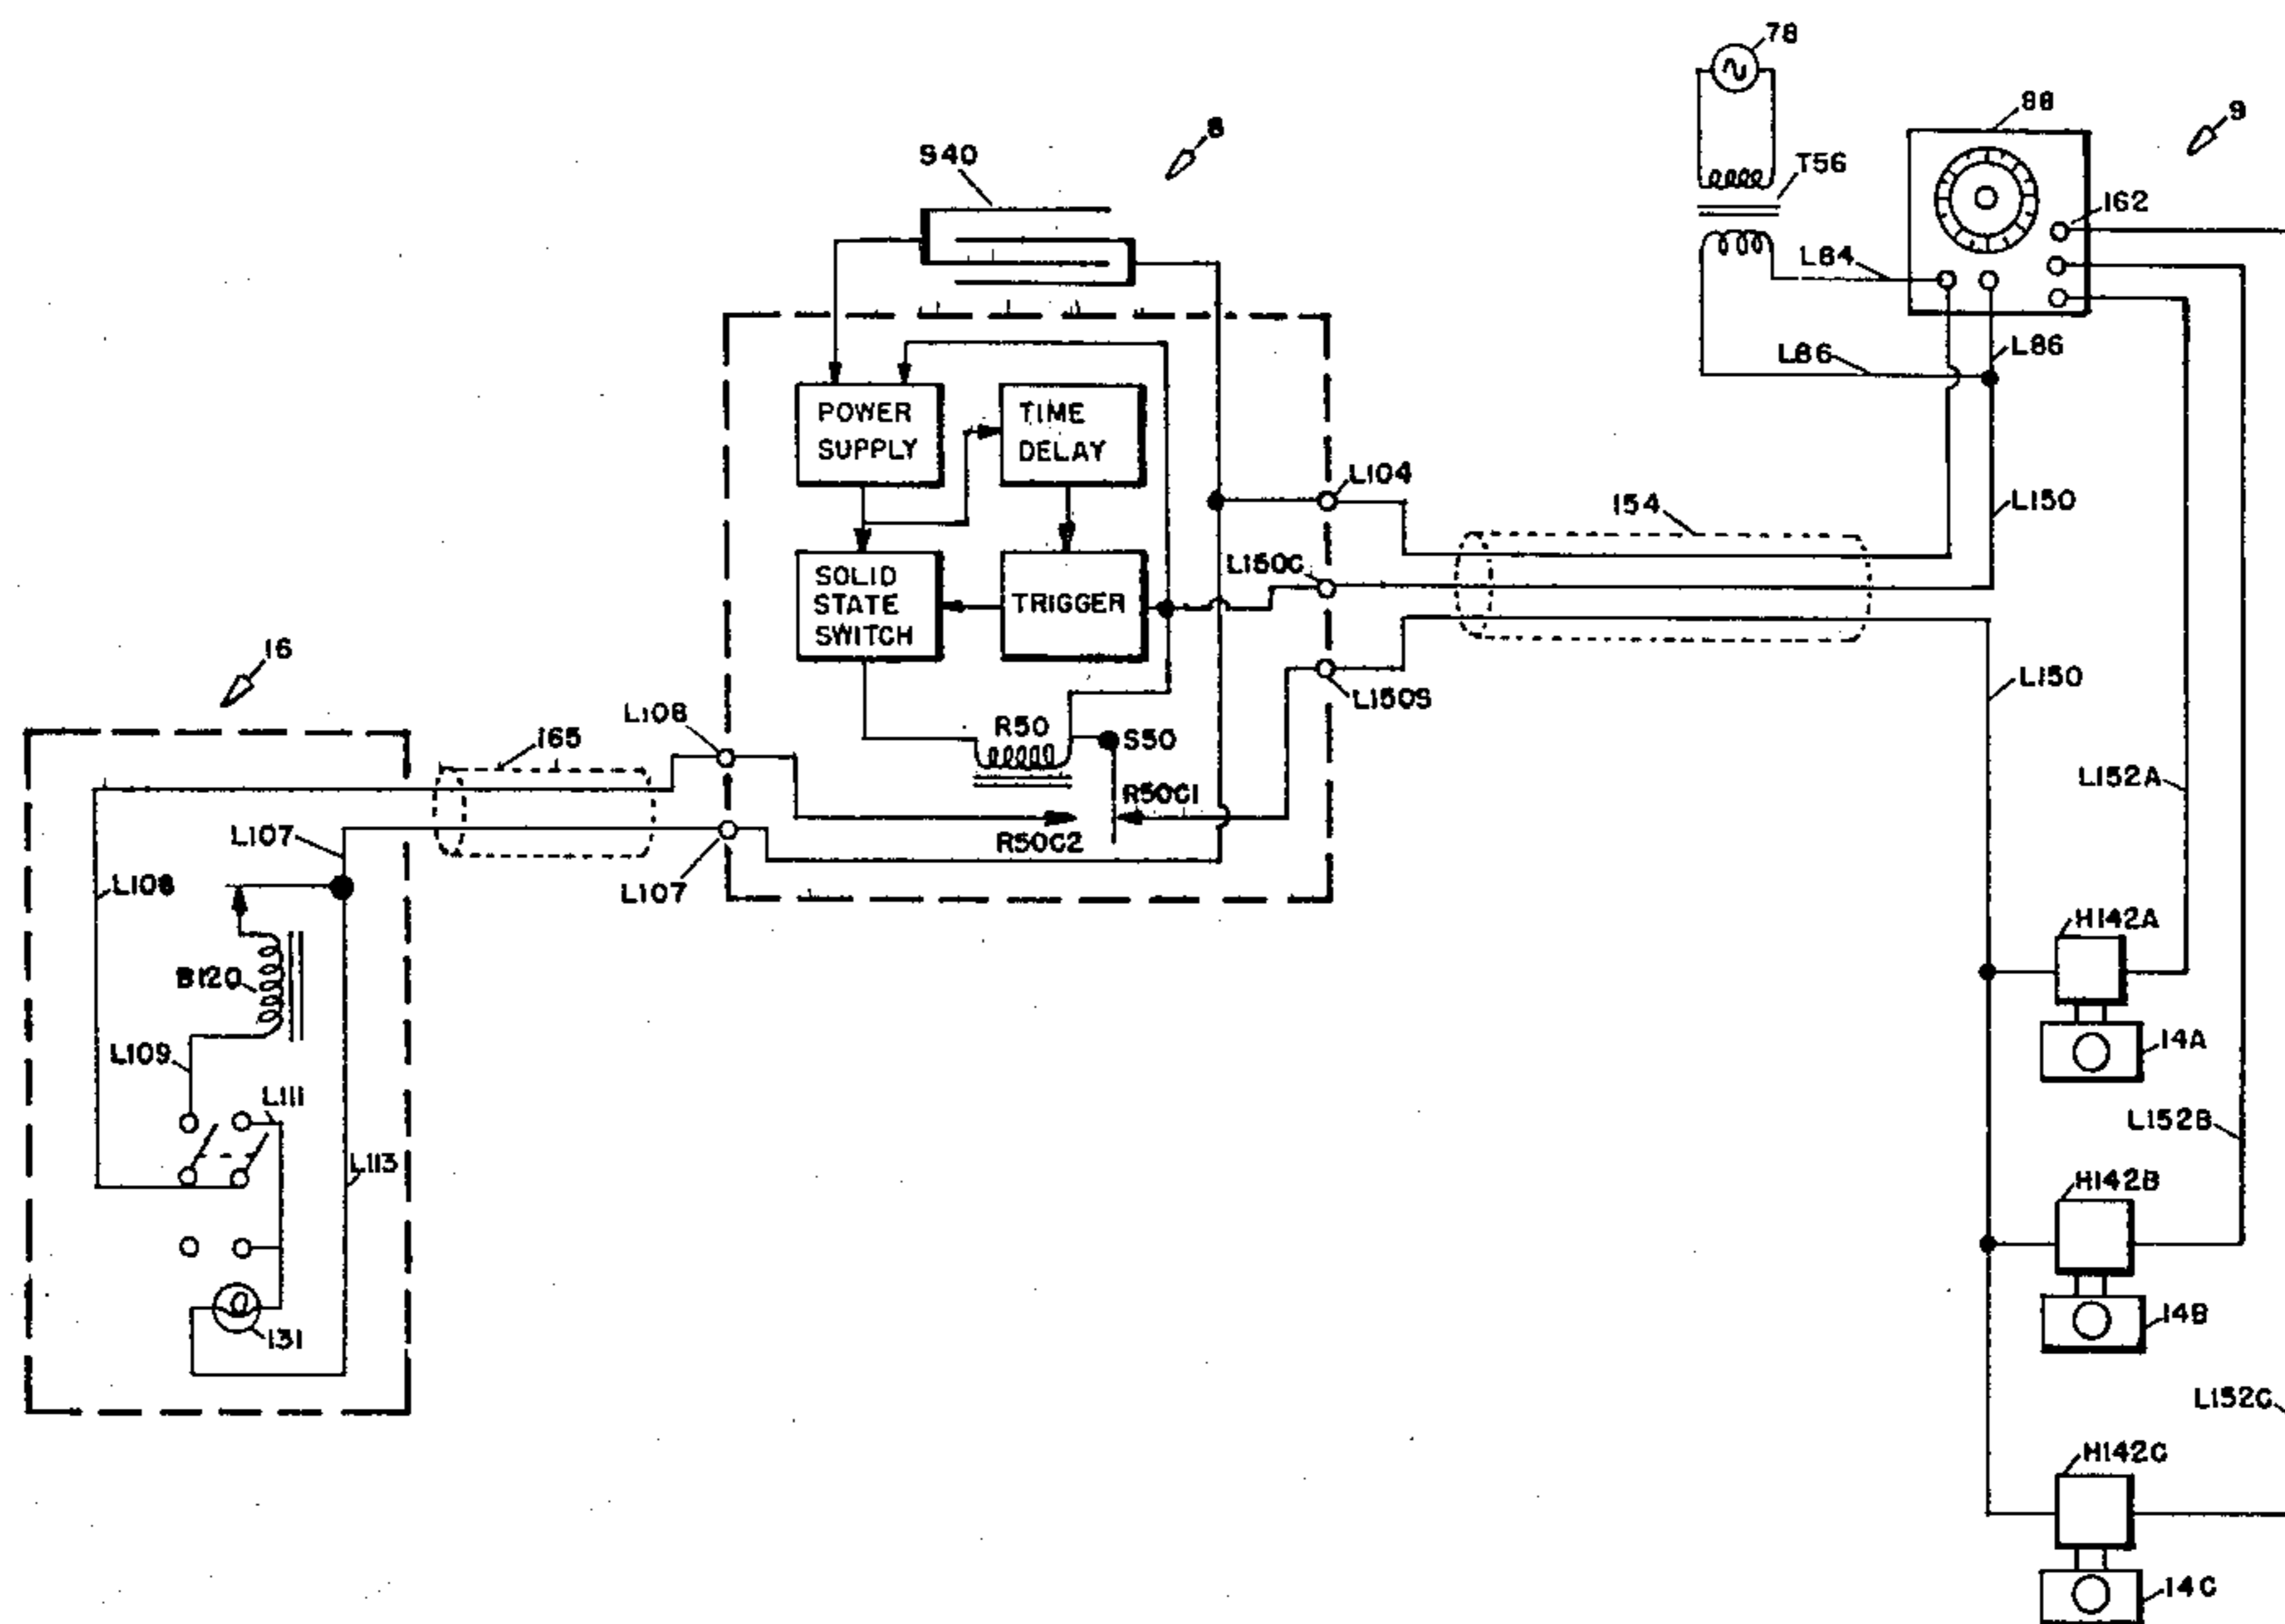 78
88
9
8
S40
T56
162
L84
L86
L86
POWER
SUPPLY
TIME
DELAY
L104
154
L150
SOLID
STATE
SWITCH
TRIGGER
L150C
16
L150S
L150
L108
165
R50
S50
L152A
R50C1
R50C2
L107
L107
L108
H142A
B120
L109
14A
L111
L152B
L113
H142B
131
14B
L152C
H142C
14C